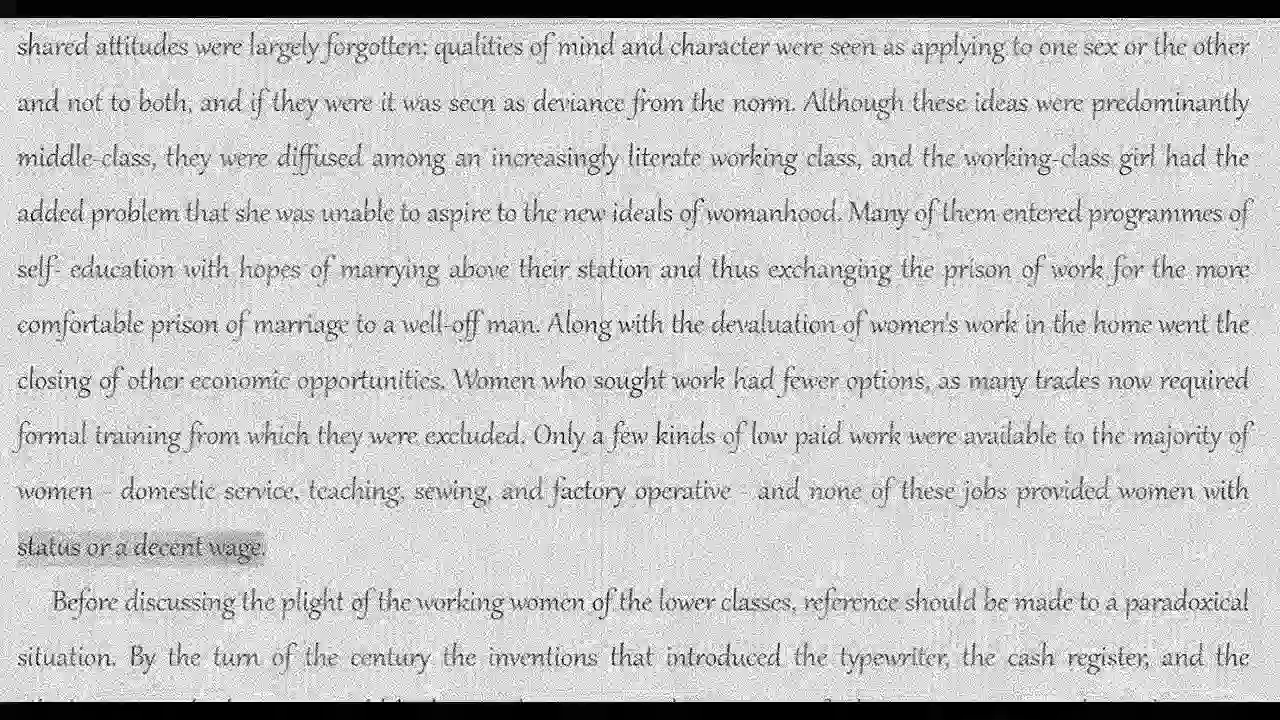 shared attitudes were largely forgotten; qualities of mind and character were seen as applying to one sex or the other
and not to both, and if they were it was seen as deviance from the norm. Although these ideas were predominantly
middle-class, they were diffused among an increasingly literate working class, and the working-class girl had the
added problem that she was unable to aspire to the new ideals of womanhood. Many of them entered programmes of
self- education with hopes of marrying above their station and thus exchanging the prison of work for the more
comfortable prison of marriage to a well-off man. Along with the devaluation of women's work in the home went the
closing of other economic opportunities. Women who sought work had fewer options, as many trades now required
formal training from which they were excluded. Only a few kinds of low paid work were available to the majority of
women - domestic service, teaching, sewing, and factory operative - and none of these jobs provided women with
status or a decent wage.
Before discussing the plight of the working women of the lower classes, reference should be made to a paradoxical
situation. By the turn of the century the inventions that introduced the typewriter, the cash register, and the